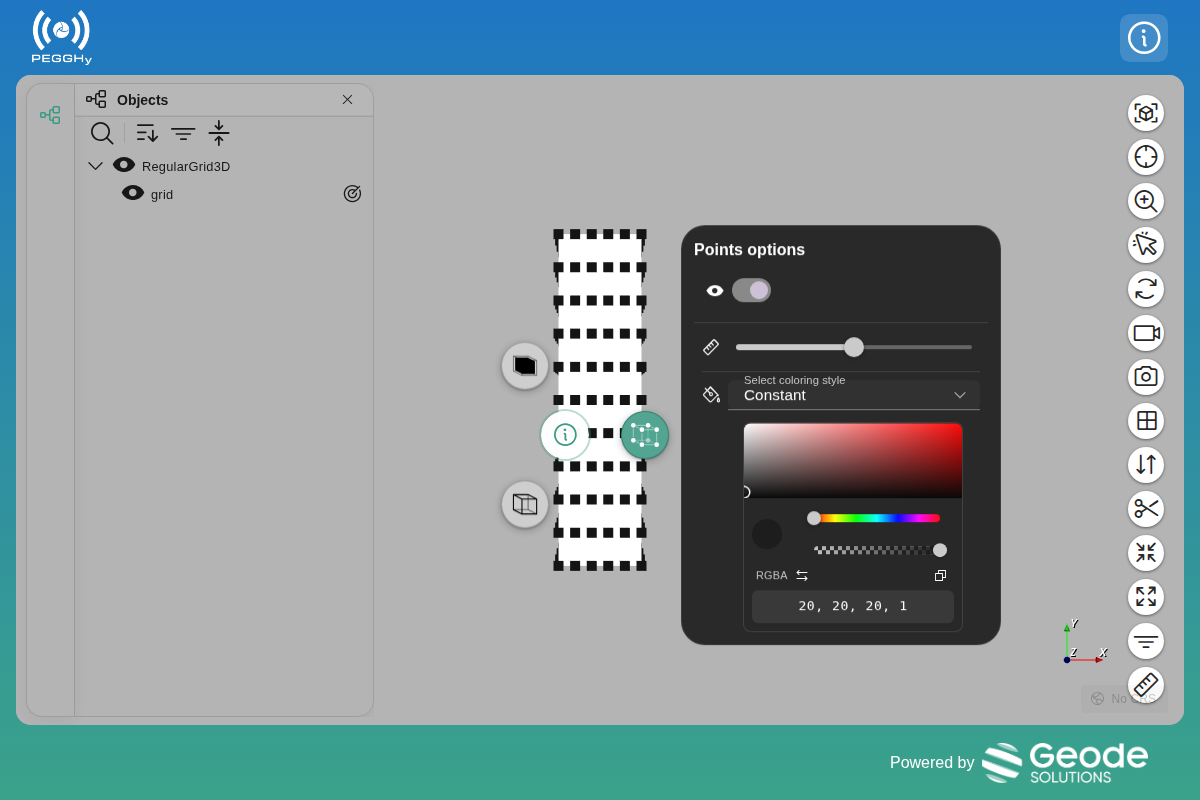 PEGGHy
Objects
RegularGrid3D
grid
Points options
Select coloring style
Constant
RGBA
20, 20, 20, 1
Y
Z
X
No CRS
Powered by
Geode
SOLUTIONS